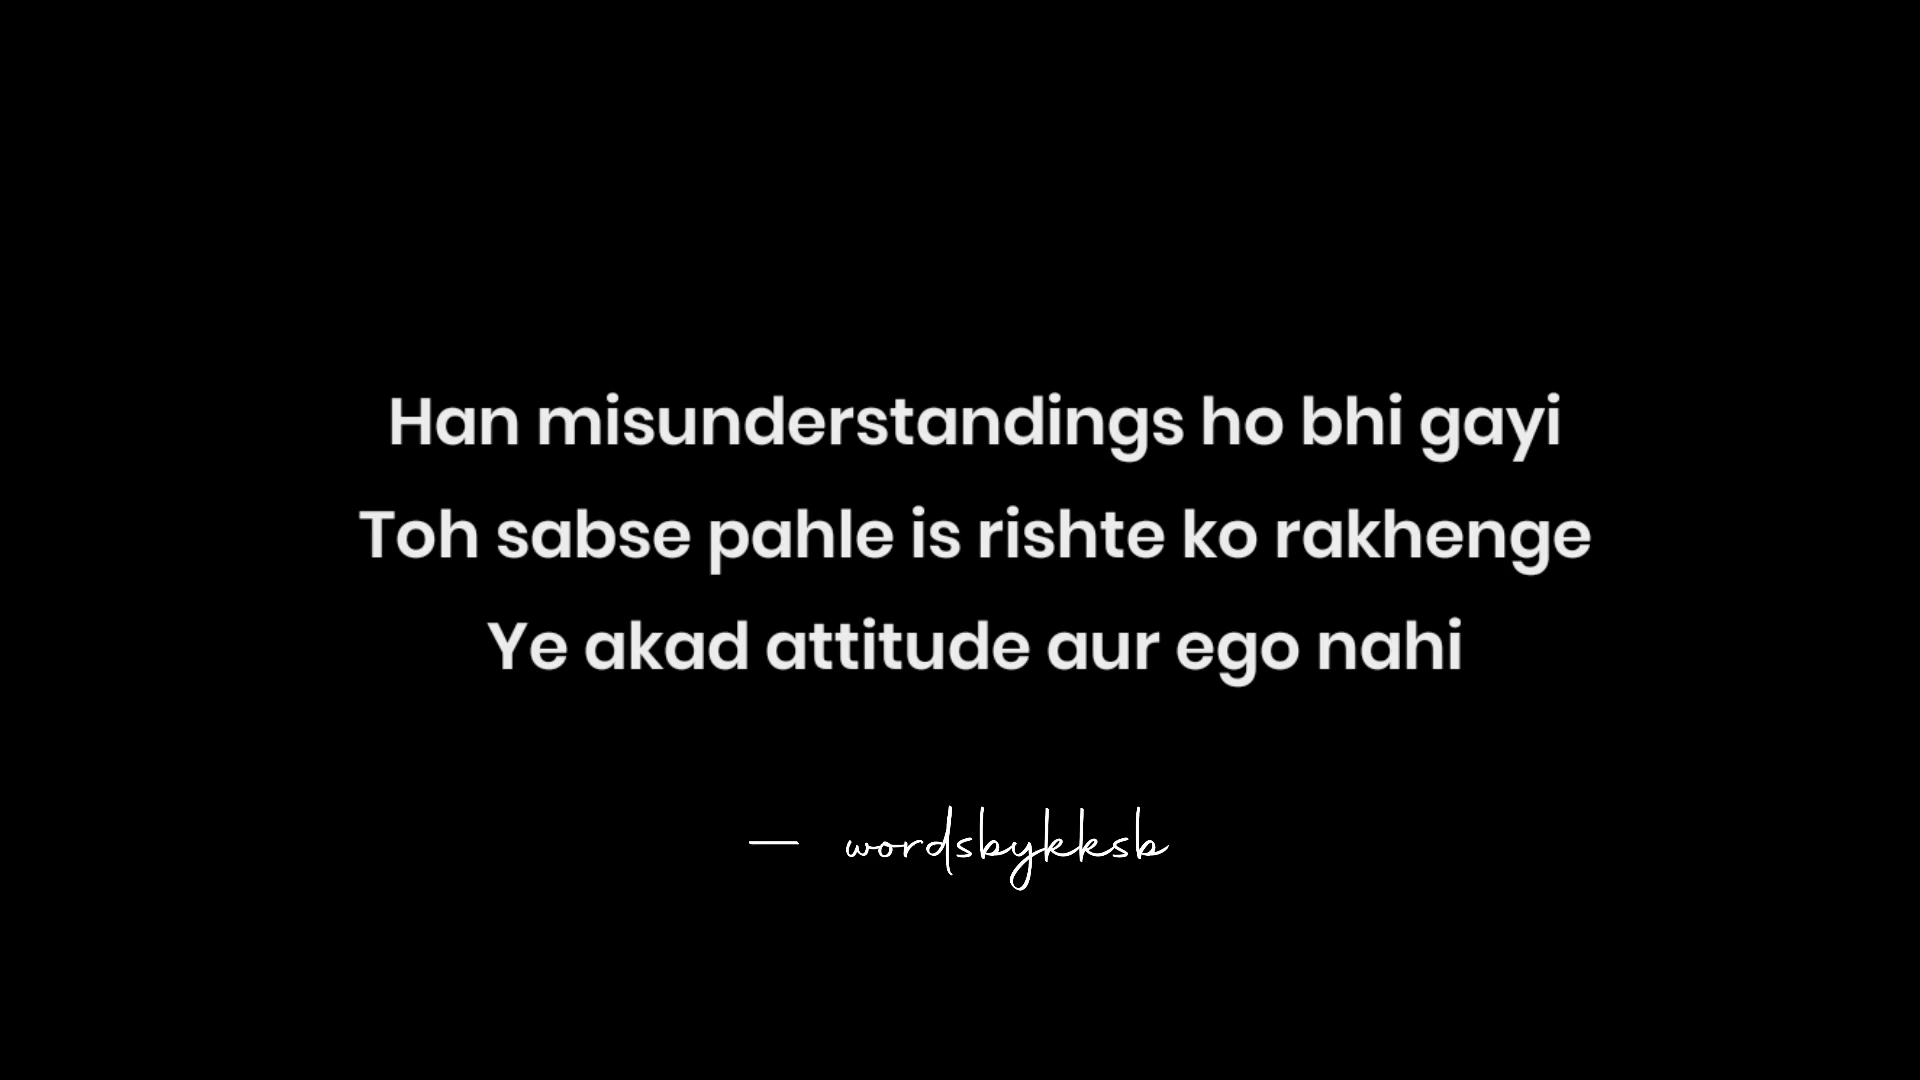 Han misunderstandings ho bhi gayi
Toh sabse pahle is rishte ko rakhenge
Ye akad attitude aur ego nahi
— wordsbykksb